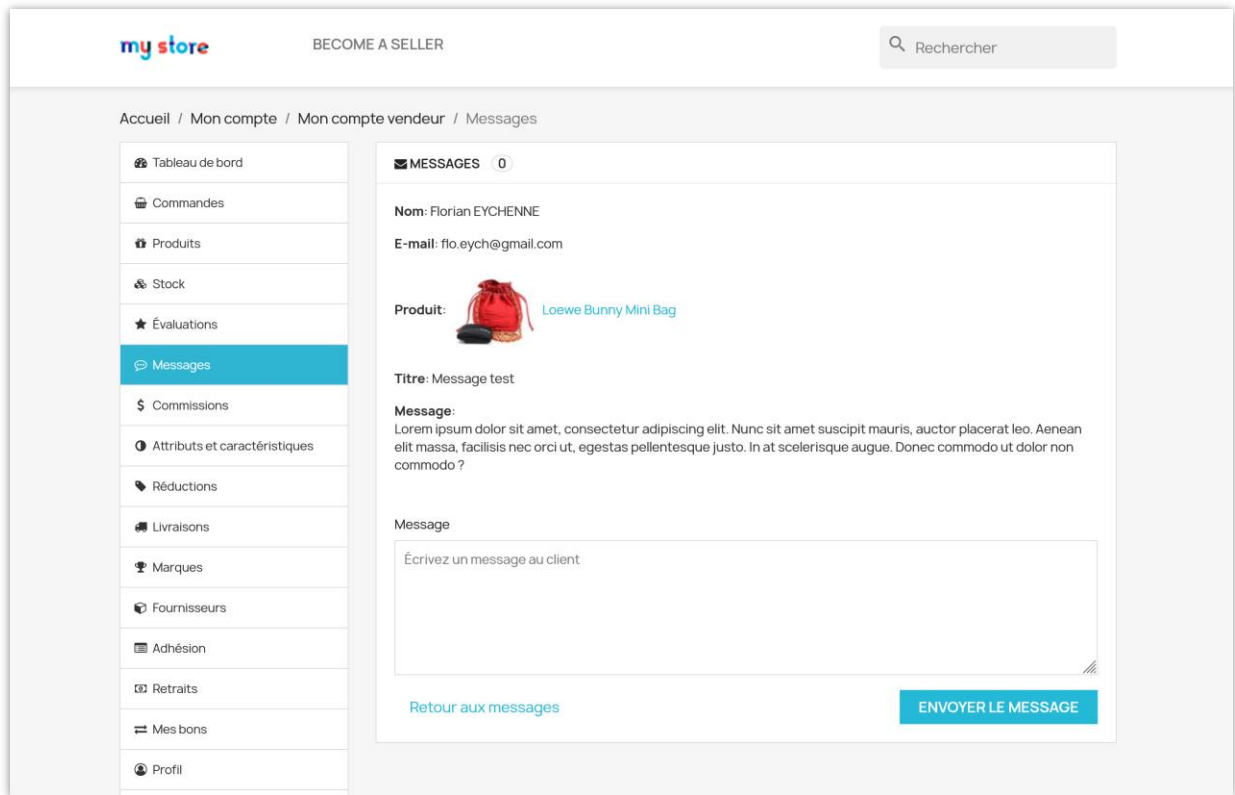 my store
BECOME A SELLER
Rechercher
Accueil / Mon compte / Mon compte vendeur / Messages
Tableau de bord
Commandes
Produits
Stock
Évaluations
Messages
Commissions
Attributs et caractéristiques
Réductions
Livraisons
Marques
Fournisseurs
Adhésion
Retraits
Mes bons
Profil
MESSAGES 0
Nom: Florian EYCHENNE
E-mail: flo.eych@gmail.com
Produit: Loewe Bunny Mini Bag
Titre: Message test
Message:
Lorem ipsum dolor sit amet, consectetur adipiscing elit. Nunc sit amet suscipit mauris, auctor placerat leo. Aenean
elit massa, facilisis nec orci ut, egestas pellentesque justo. In at scelerisque augue. Donec commodo ut dolor non
commodo ?
Message
Écrivez un message au client
Retour aux messages
ENVOYER LE MESSAGE